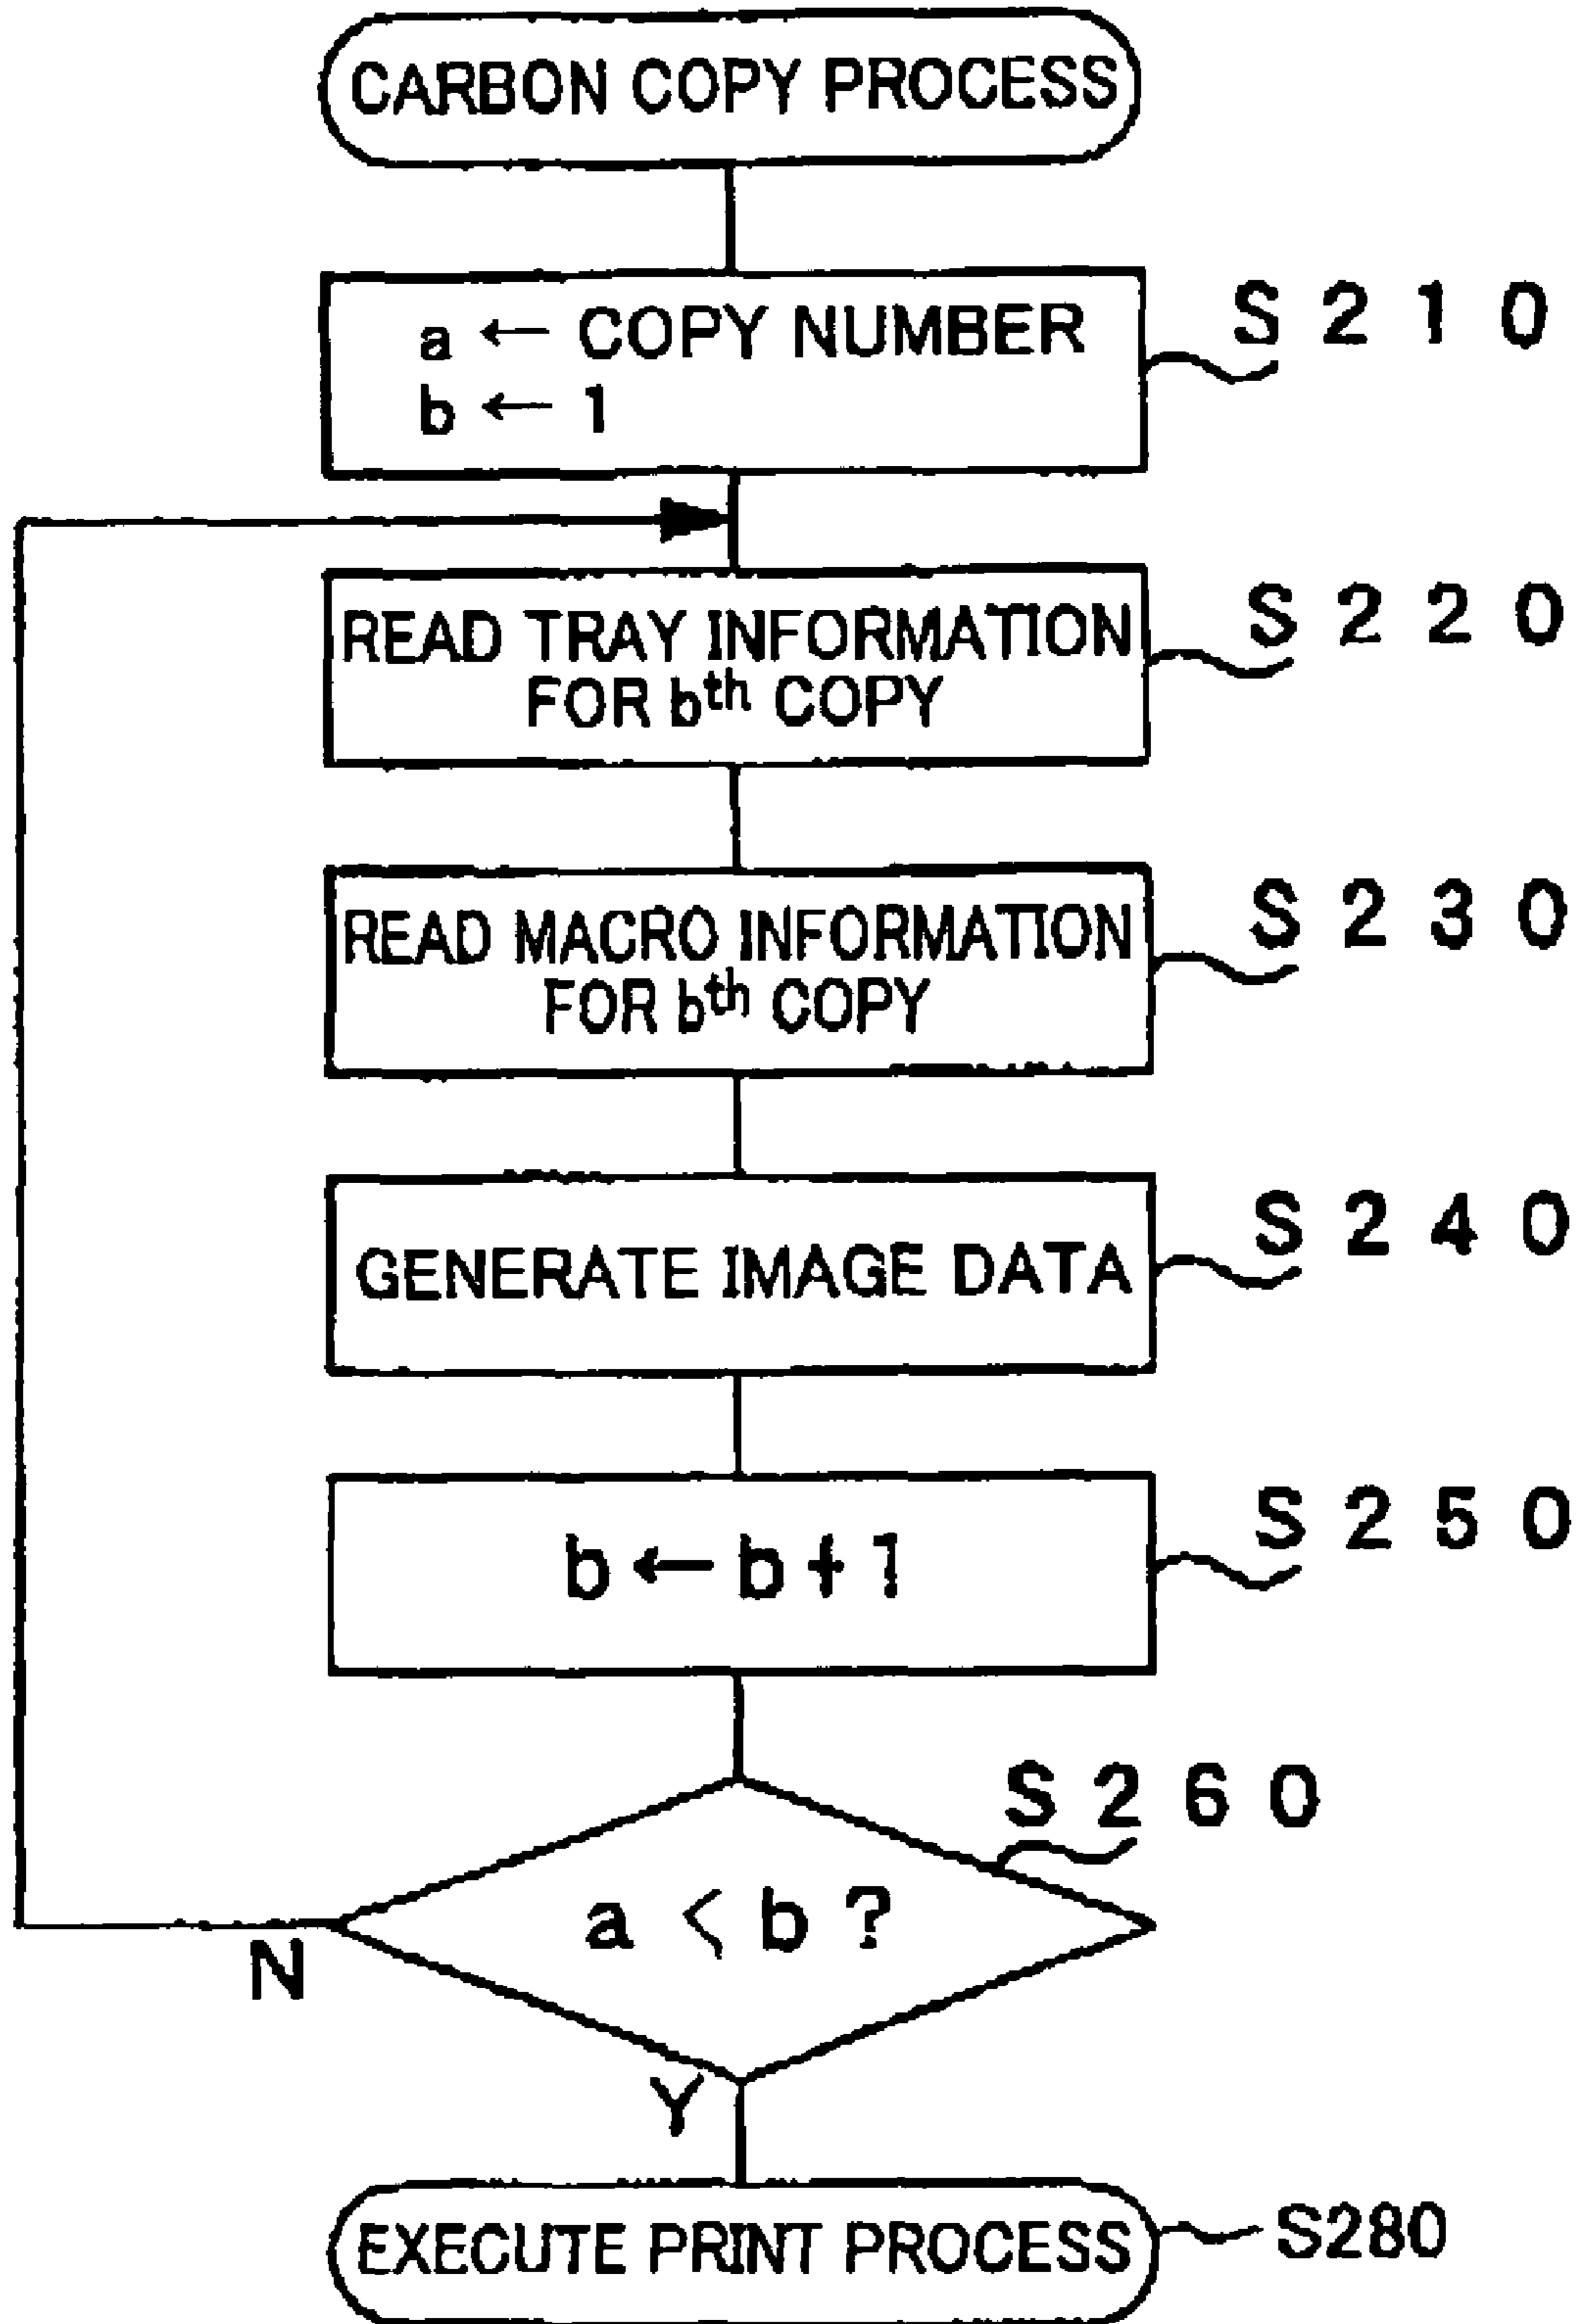 CARBON COPY PROCESS
a ← COPY NUMBER
b ← 1
S210
READ TRAY INFORMATION
FOR bth COPY
S220
READ MACRO INFORMATION
FOR bth COPY
S230
GENERATE IMAGE DATA
S240
b ← b + 1
S250
S260
a < b ?
N
Y
EXECUTE PRINT PROCESS
S280